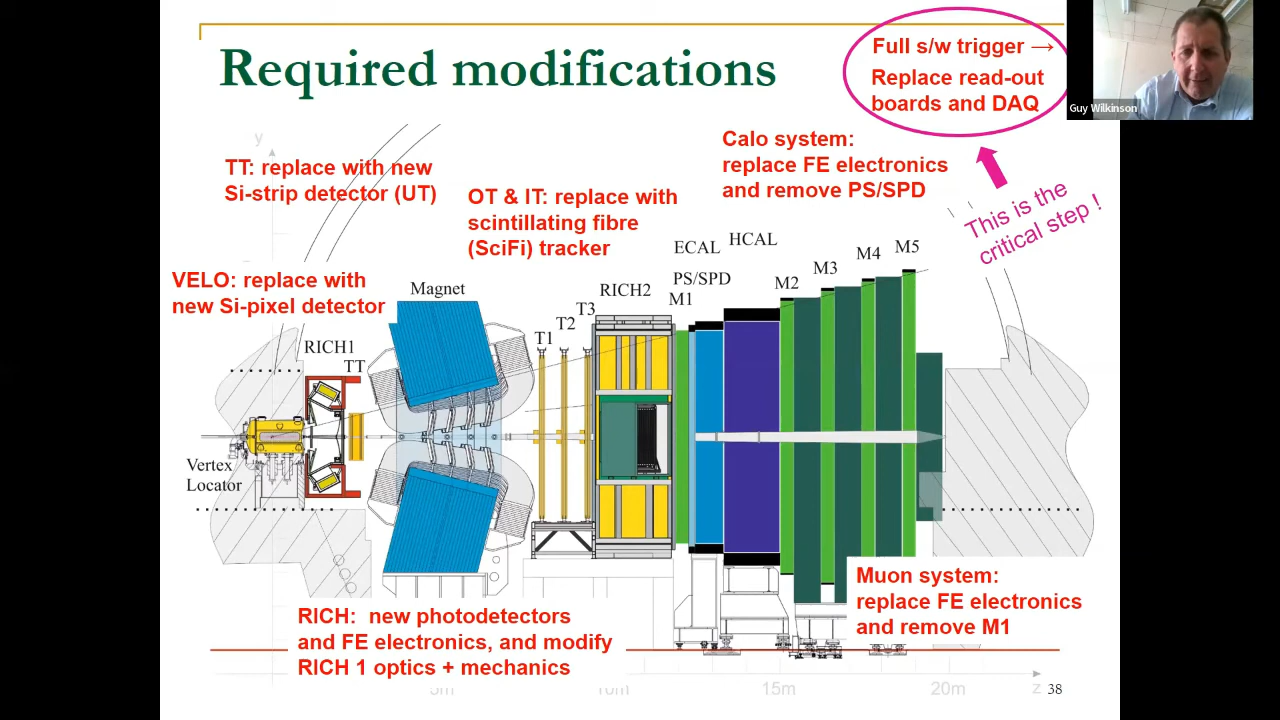 Required modifications
Full s/w trigger →
Replace read-out
boards and DAQ
Guy Wilkinson
This is the
critical step !
y
TT: replace with new
Si-strip detector (UT)
OT & IT: replace with
scintillating fibre
(SciFi) tracker
Calo system:
replace FE electronics
and remove PS/SPD
VELO: replace with
new Si-pixel detector
Magnet
RICH1
TT
T1
T2
T3
RICH2
ECAL
HCAL
PS/SPD
M1
M2
M3
M4
M5
Vertex
Locator
RICH: new photodetectors
and FE electronics, and modify
RICH 1 optics + mechanics
Muon system:
replace FE electronics
and remove M1
5m
10m
15m
20m
z
38